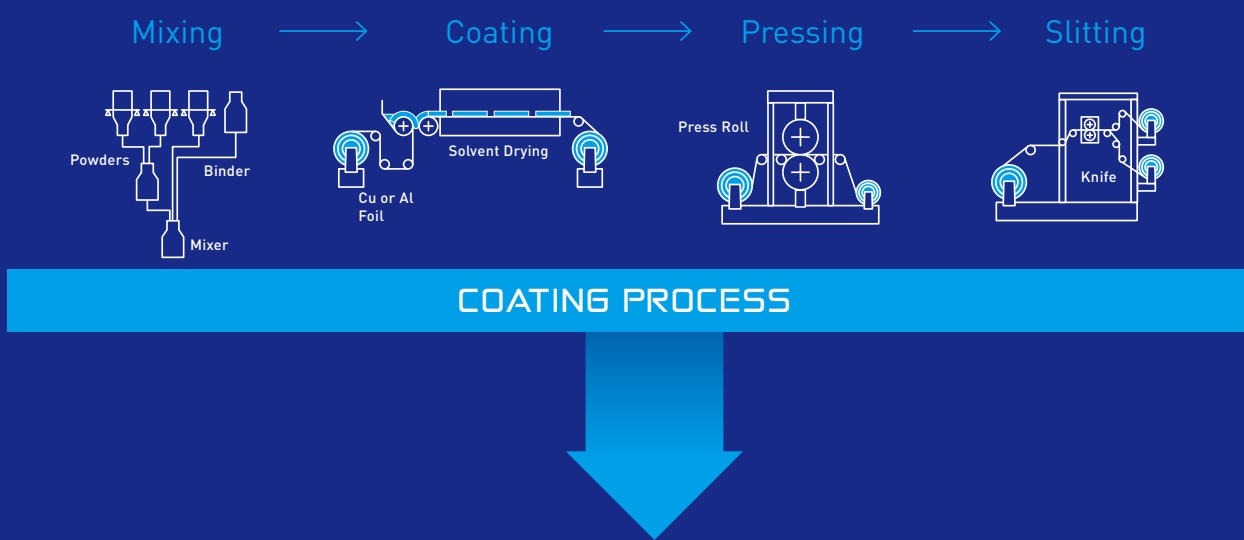 Mixing
Coating
Pressing
Slitting
Powders
Binder
Mixer
Solvent Drying
Cu or Al
Foil
Press Roll
Knife
COATING PROCESS